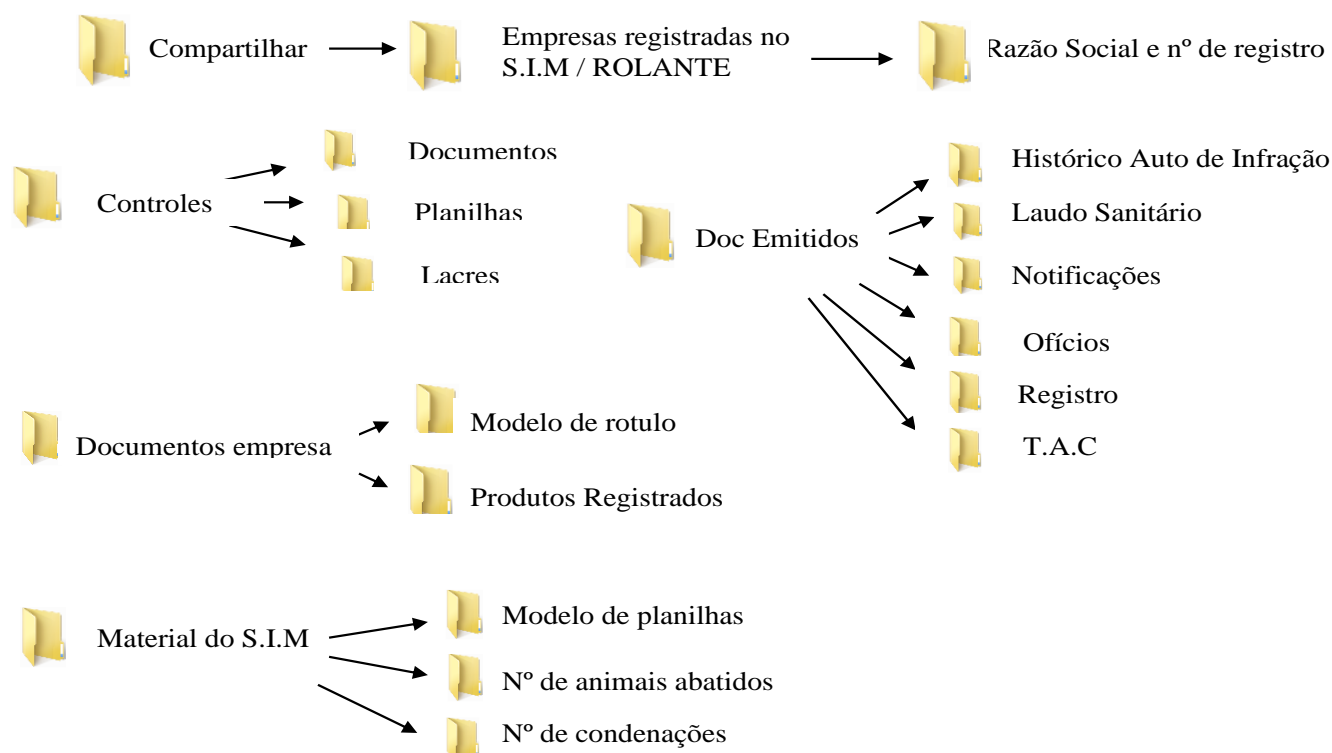 Compartilhar
Empresas registradas no
S.I.M / ROLANTE
Razão Social e nº de registro
Controles
Documentos
Planilhas
Lacres
Doc Emitidos
Histórico Auto de Infração
Laudo Sanitário
Notificações
Ofícios
Registro
T.A.C
Documentos empresa
Modelo de rotulo
Produtos Registrados
Material do S.I.M
Modelo de planilhas
Nº de animais abatidos
Nº de condenações